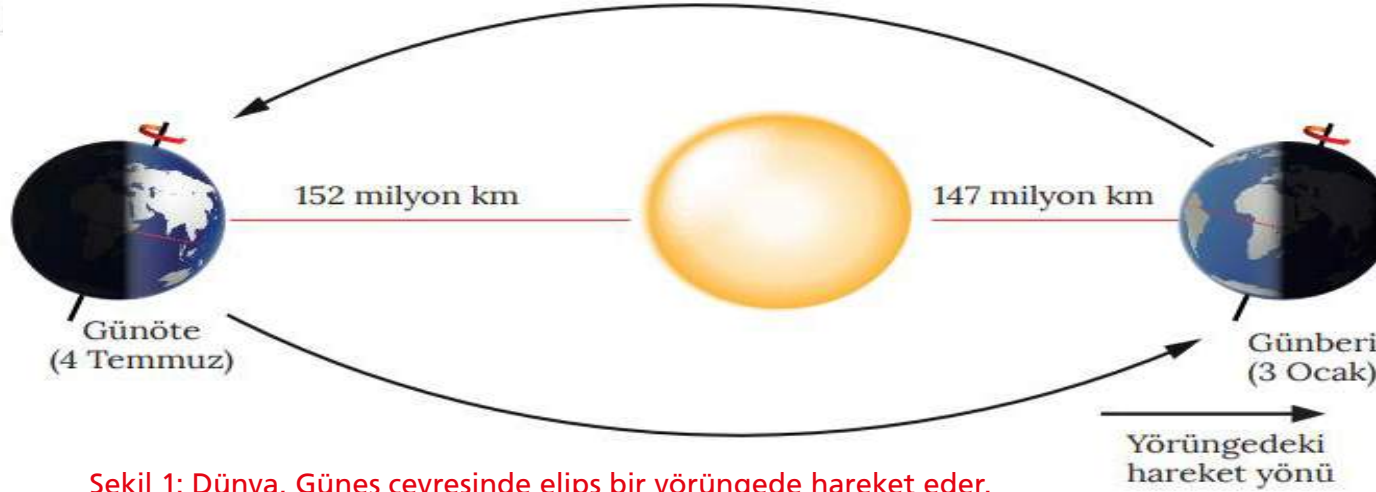 152 milyon km
147 milyon km
Günöte
(4 Temmuz)
Günberi
(3 Ocak)
Yörüngedeki
hareket yönü
Şekil 1: Dünya, Güneş çevresinde elips bir yörüngede hareket eder.